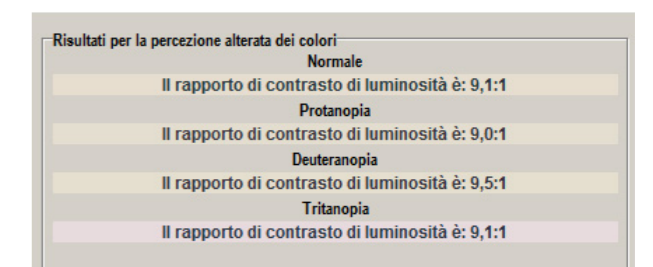 Risultati per la percezione alterata dei colori
Normale
Il rapporto di contrasto di luminosità è: 9,1:1
Protanopia
Il rapporto di contrasto di luminosità è: 9,0:1
Deuteranopia
Il rapporto di contrasto di luminosità è: 9,5:1
Tritanopia
Il rapporto di contrasto di luminosità è: 9,1:1